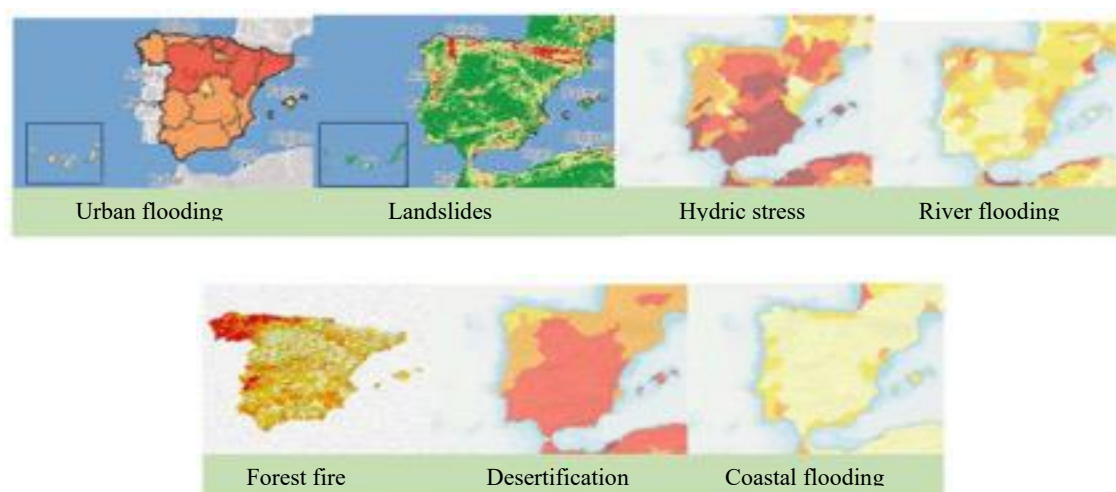 Urban flooding
Landslides
Hydric stress
River flooding
Forest fire
Desertification
Coastal flooding